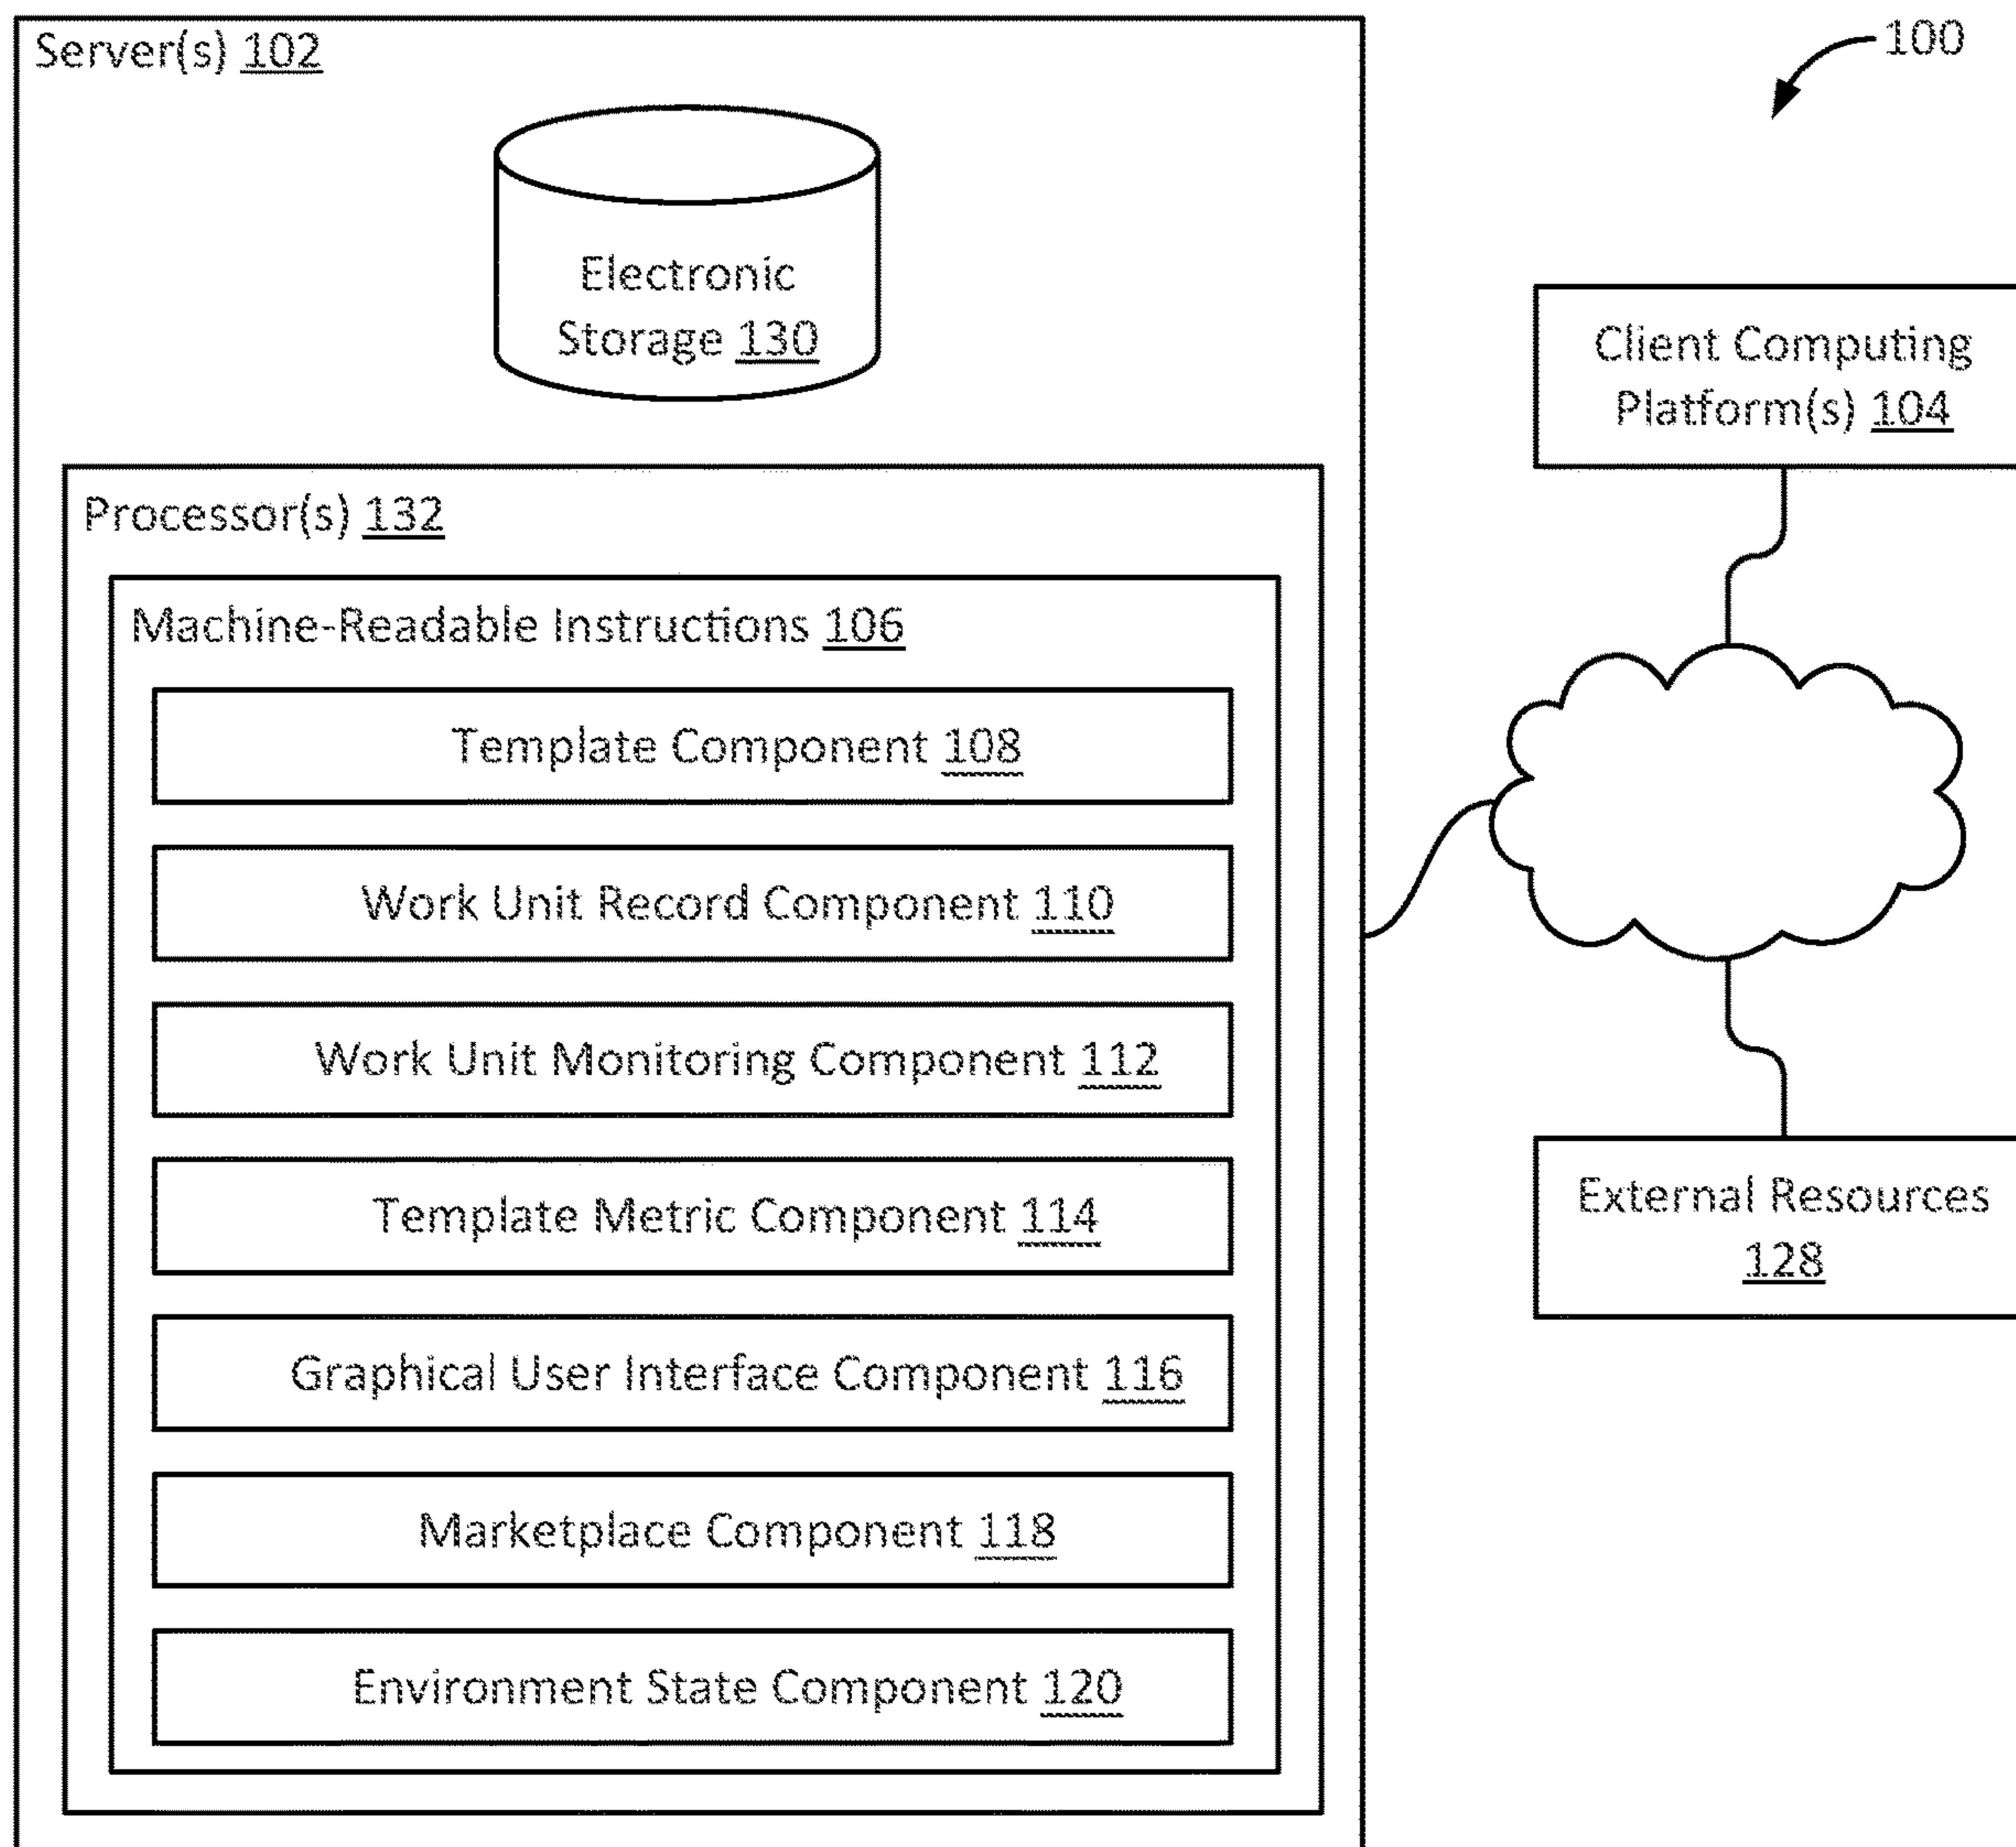 Server(s) 102
100
Electronic
Storage 130
Client Computing
Platform(s) 104
Processor(s) 132
Machine-Readable Instructions 106
Template Component 108
Work Unit Record Component 110
Work Unit Monitoring Component 112
Template Metric Component 114
External Resources
128
Graphical User Interface Component 116
Marketplace Component 118
Environment State Component 120